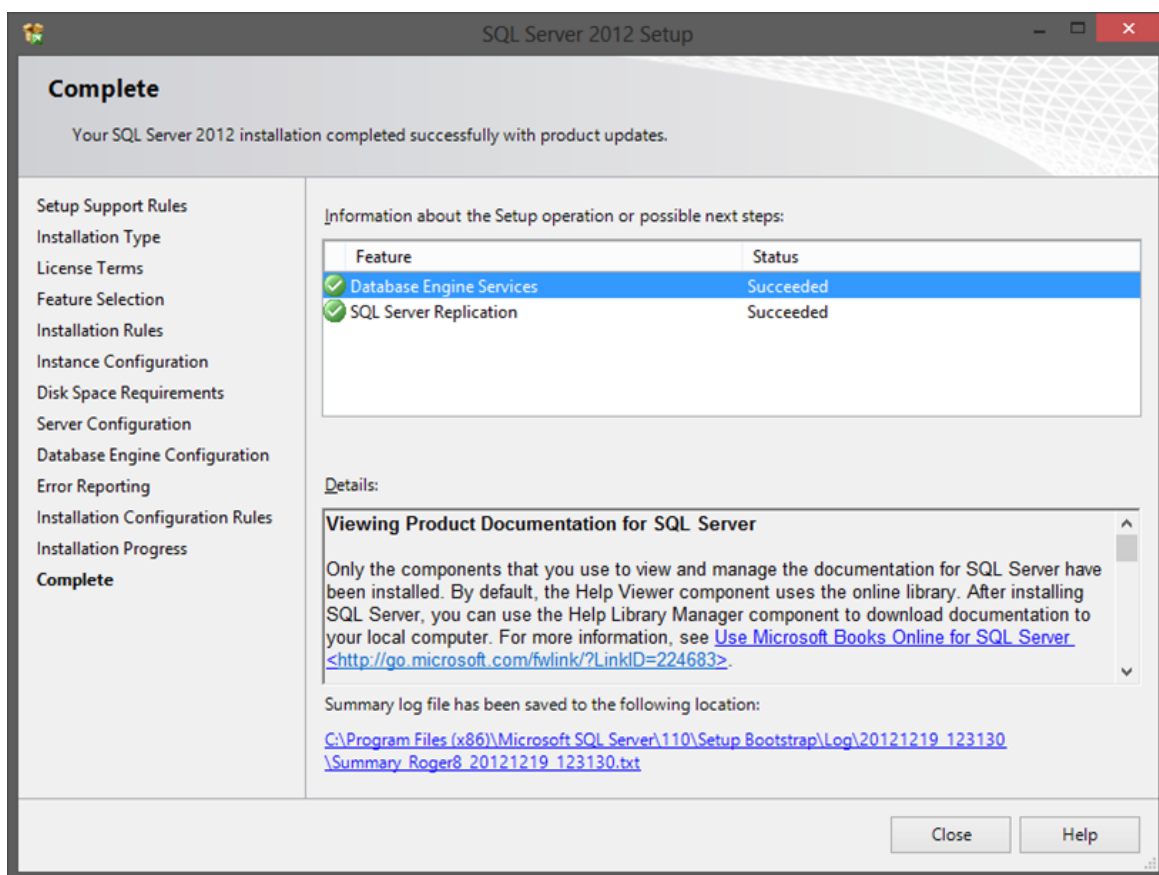 SQL Server 2012 Setup
Complete
Your SQL Server 2012 installation completed successfully with product updates.
Setup Support Rules
Installation Type
License Terms
Feature Selection
Installation Rules
Instance Configuration
Disk Space Requirements
Server Configuration
Database Engine Configuration
Error Reporting
Installation Configuration Rules
Installation Progress
Complete
Information about the Setup operation or possible next steps:
Feature Status
Database Engine Services Succeeded
SQL Server Replication Succeeded
Details:
Viewing Product Documentation for SQL Server
Only the components that you use to view and manage the documentation for SQL Server have
been installed. By default, the Help Viewer component uses the online library. After installing
SQL Server, you can use the Help Library Manager component to download documentation to
your local computer. For more information, see Use Microsoft Books Online for SQL Server
<http://go.microsoft.com/fwlink/?LinkID=224683>.
Summary log file has been saved to the following location:
C:\Program Files (x86)\Microsoft SQL Server\110\Setup Bootstrap\Log\20121219_123130
\Summary_Roger8_20121219_123130.txt
Close Help